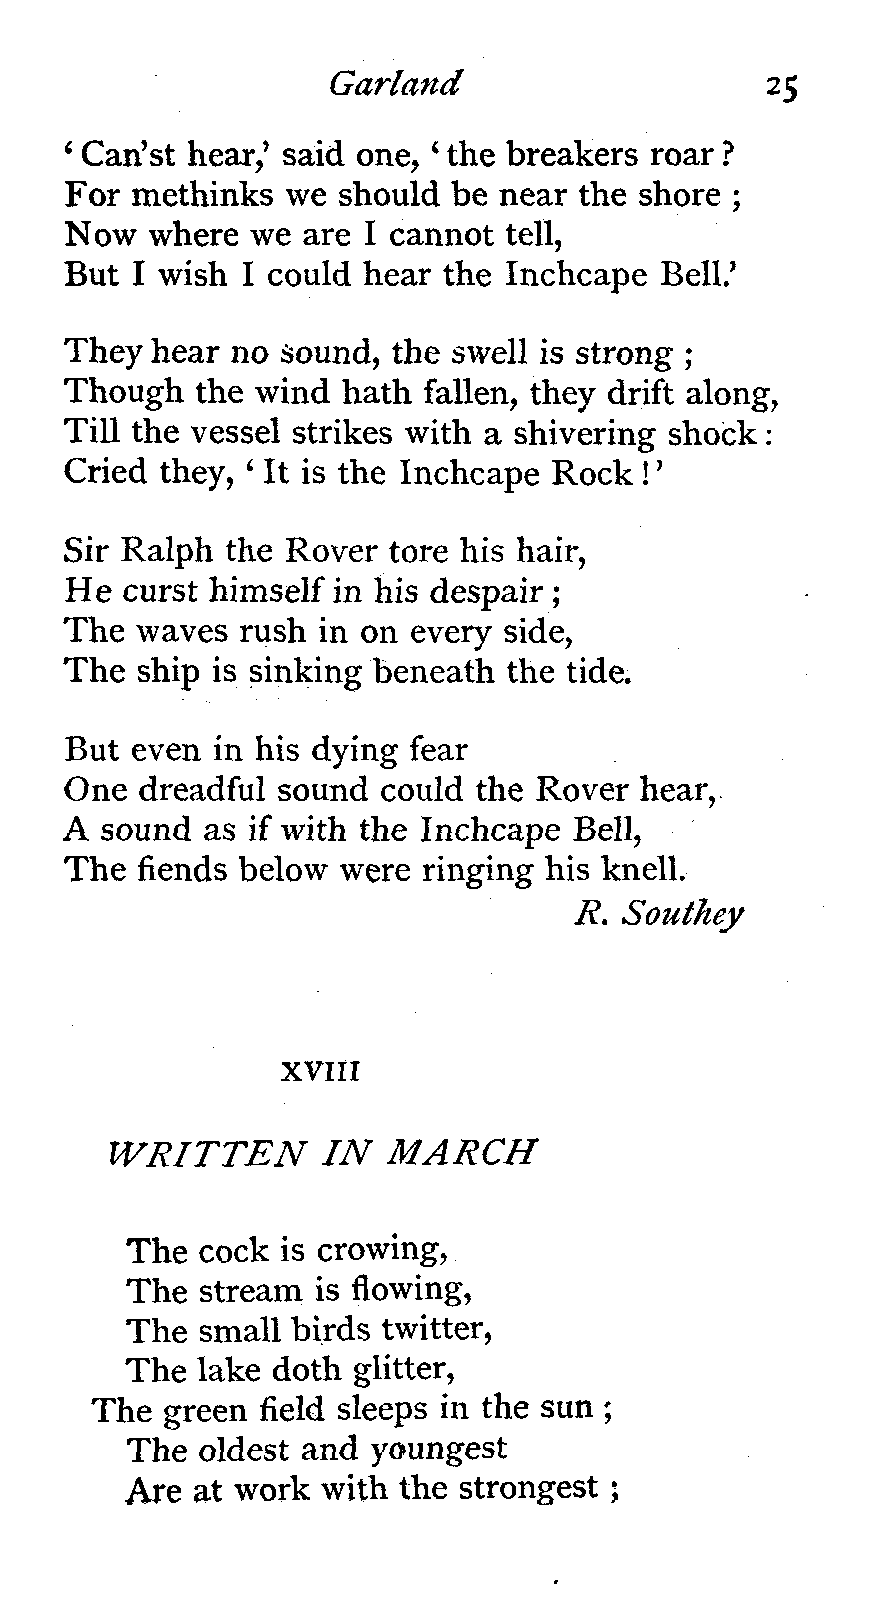 Garland 25
‘ Can’st hear,’ said one, ‘ the breakers roar ?
For methinks we should be near the shore ;
Now where we are I cannot tell,
But I wish I could hear the Inchcape Bell.’
They hear no sound, the swell is strong ;
Though the wind hath fallen, they drift along,
Till the vessel strikes with a shivering shock :
Cried they, ‘ It is the Inchcape Rock ! ’
Sir Ralph the Rover tore his hair,
He curst himself in his despair ;
The waves rush in on every side,
The ship is sinking beneath the tide.
But even in his dying fear
One dreadful sound could the Rover hear,
A sound as if with the Inchcape Bell,
The fiends below were ringing his knell.
R. Southey
XVIII
WRITTEN IN MARCH
The cock is crowing,
The stream is flowing,
The small birds twitter,
The lake doth glitter,
The green field sleeps in the sun ;
The oldest and youngest
Are at work with the strongest ;